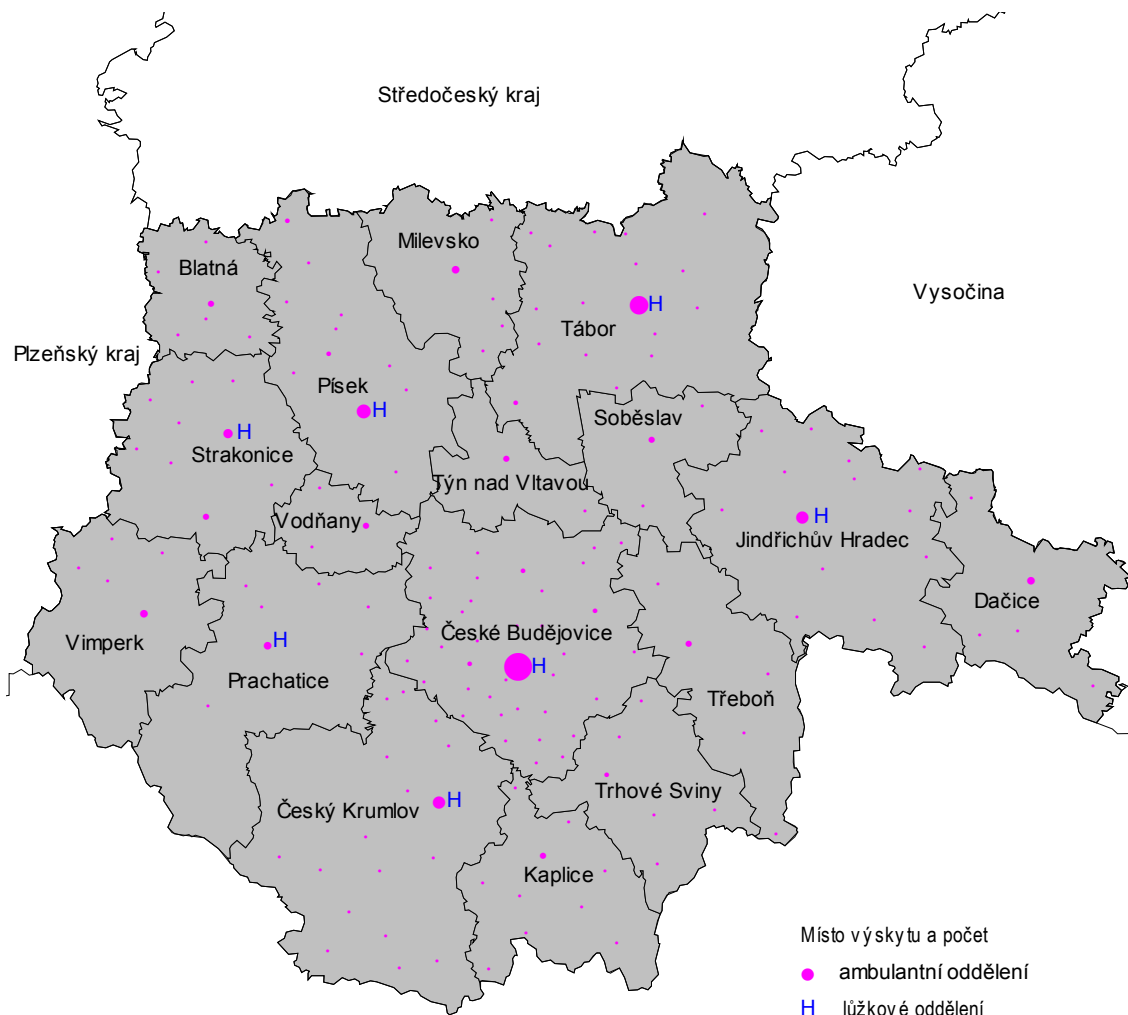 Středočeský kraj
Milevsko
Blatná
Vysočina
H
Tábor
Plzeňský kraj
Písek
H
Soběslav
H
Strakonice
Týn nad Vltavou
Vodňany
H
Jindřichův Hradec
Dačice
České Budějovice
Vimperk
H
H
Prachatice
Třeboň
Trhové Sviny
H
Český Krumlov
Kaplice
Místo výskytu a počet
ambulantní oddělení
H lůžkové oddělení